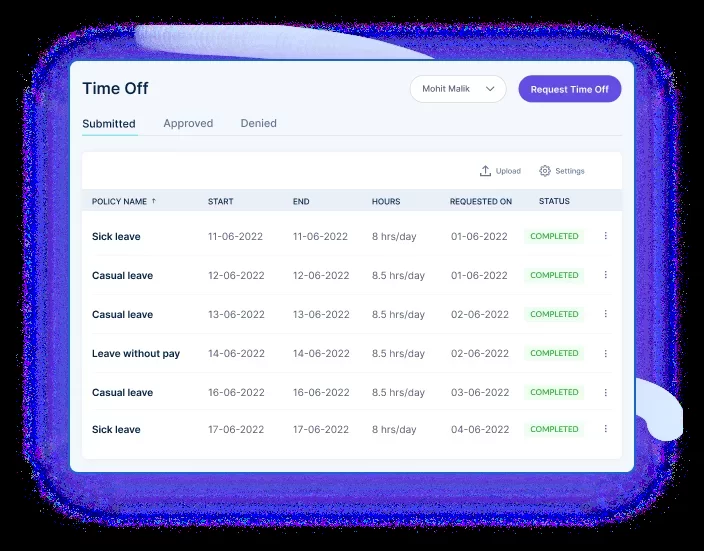 Time Off
Mohit Malik
Request Time Off
Submitted Approved Denied
Upload Settings
POLICY NAME ↑ START END HOURS REQUESTED ON STATUS
Sick leave 11-06-2022 11-06-2022 8 hrs/day 01-06-2022 COMPLETED
Casual leave 12-06-2022 12-06-2022 8.5 hrs/day 01-06-2022 COMPLETED
Casual leave 13-06-2022 13-06-2022 8.5 hrs/day 02-06-2022 COMPLETED
Leave without pay 14-06-2022 14-06-2022 8.5 hrs/day 02-06-2022 COMPLETED
Casual leave 16-06-2022 16-06-2022 8.5 hrs/day 03-06-2022 COMPLETED
Sick leave 17-06-2022 17-06-2022 8 hrs/day 04-06-2022 COMPLETED